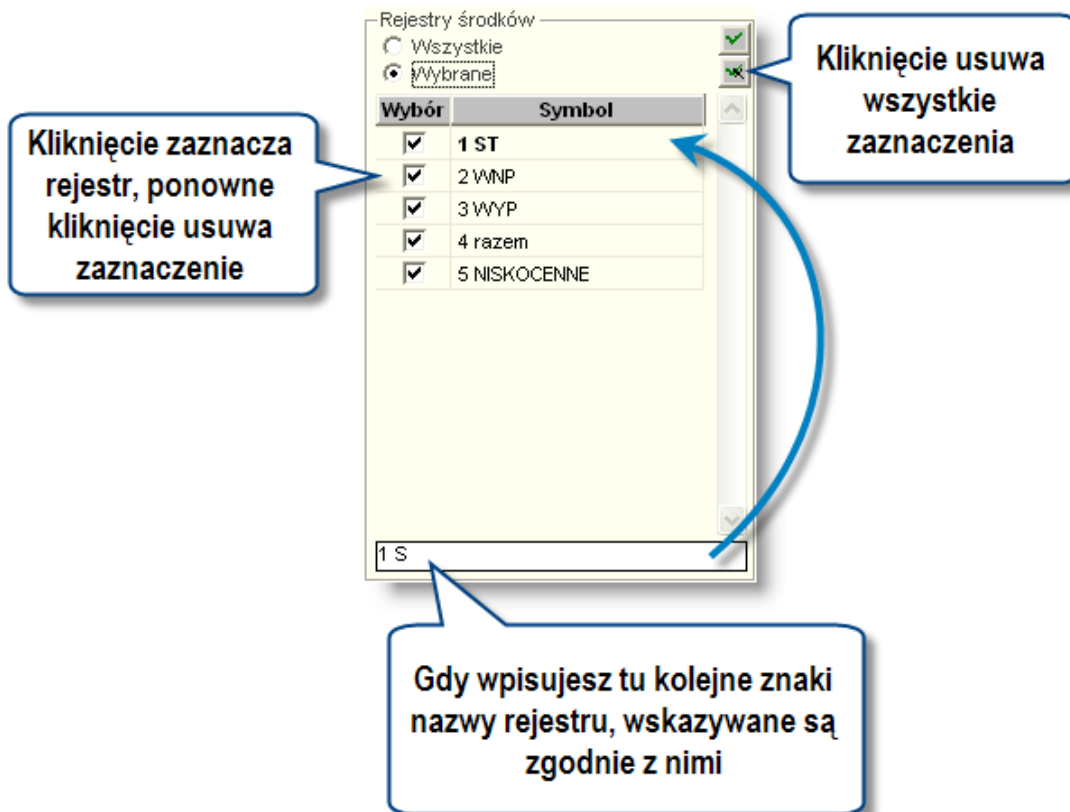 Rejestry środków
Wszystkie
Wybrane
Wybór Symbol
1 ST
2 WNP
3 WYP
4 razem
5 NISKOCENNE
1 S
Kliknięcie zaznacza
rejestr, ponowne
kliknięcie usuwa
zaznaczenie
Kliknięcie usuwa
wszystkie
zaznaczenia
Gdy wpisujesz tu kolejne znaki
nazwy rejestru, wskazywane są
zgodnie z nimi